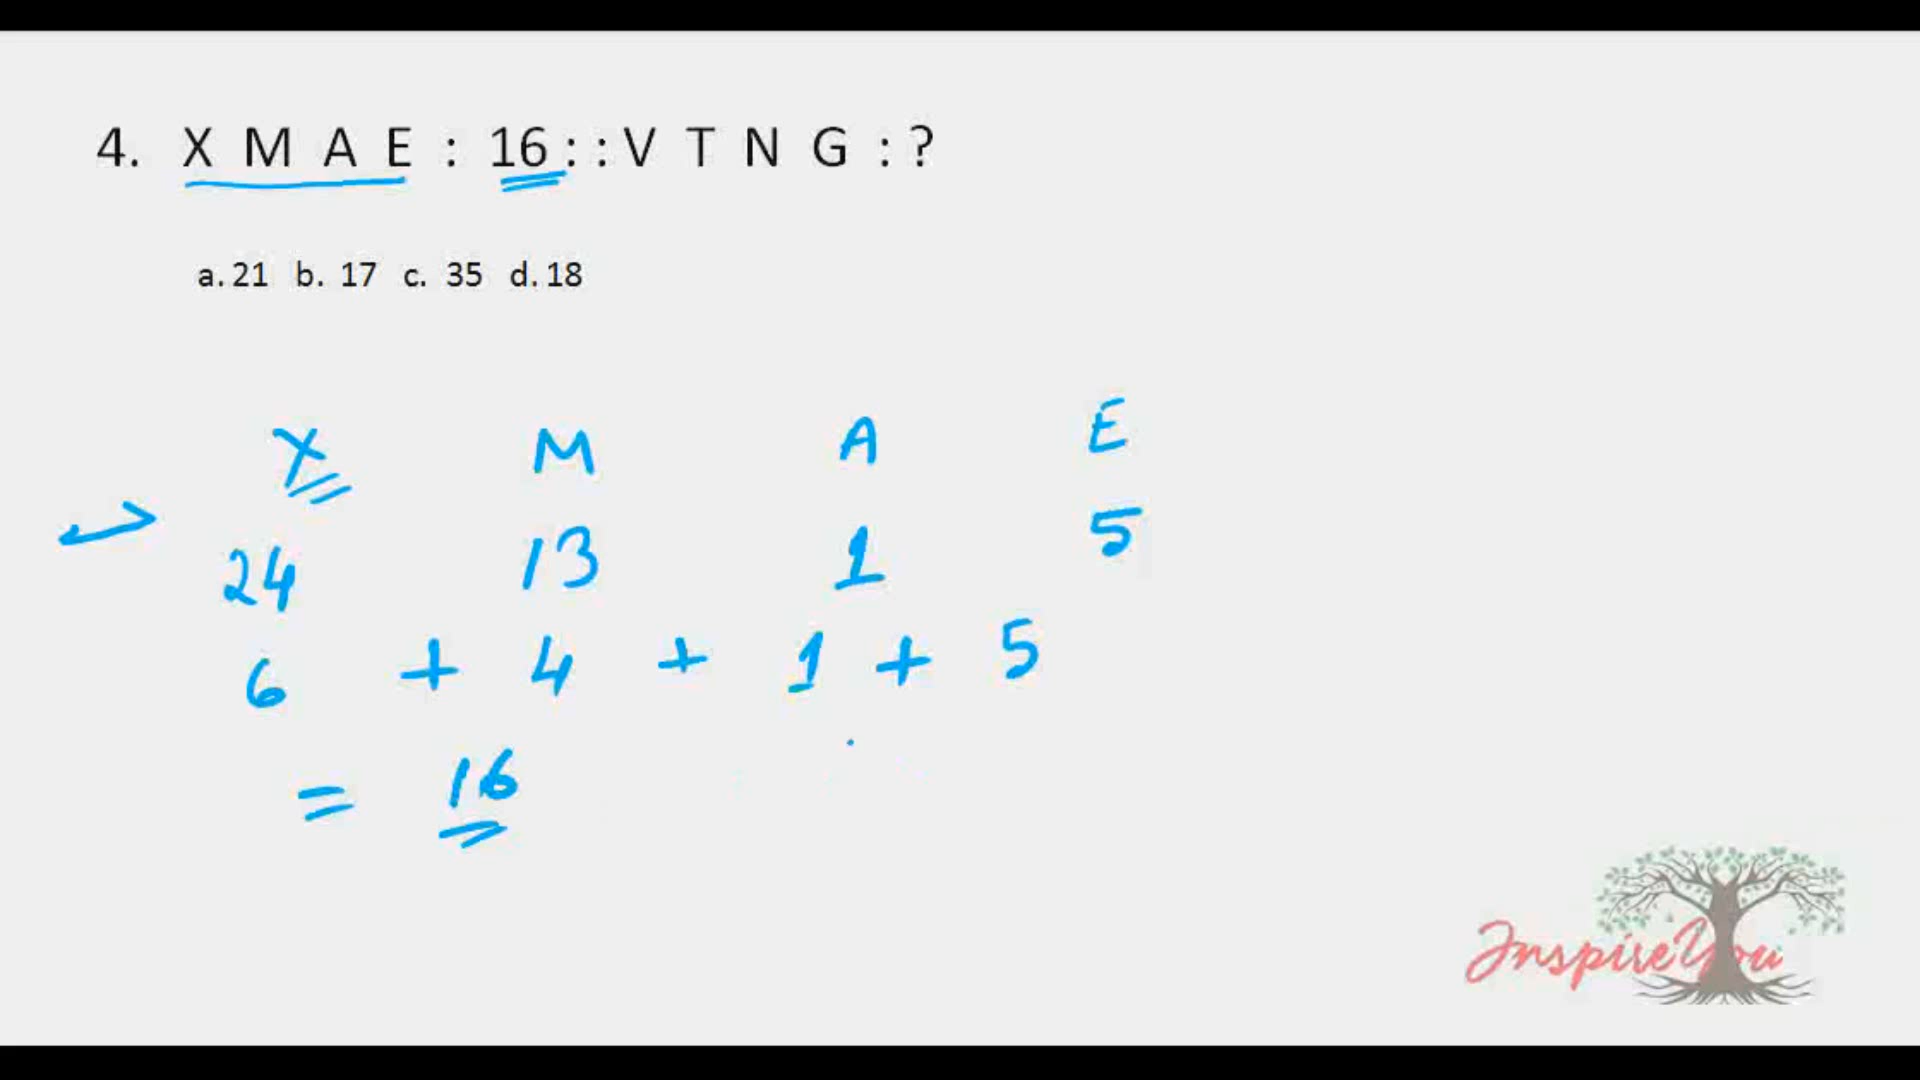 4. X M A E : 16 : : V T N G : ?
a. 21 b. 17 c. 35 d. 18
X M A E
24 13 1 5
6 + 4 + 1 + 5
= 16
InspireYou